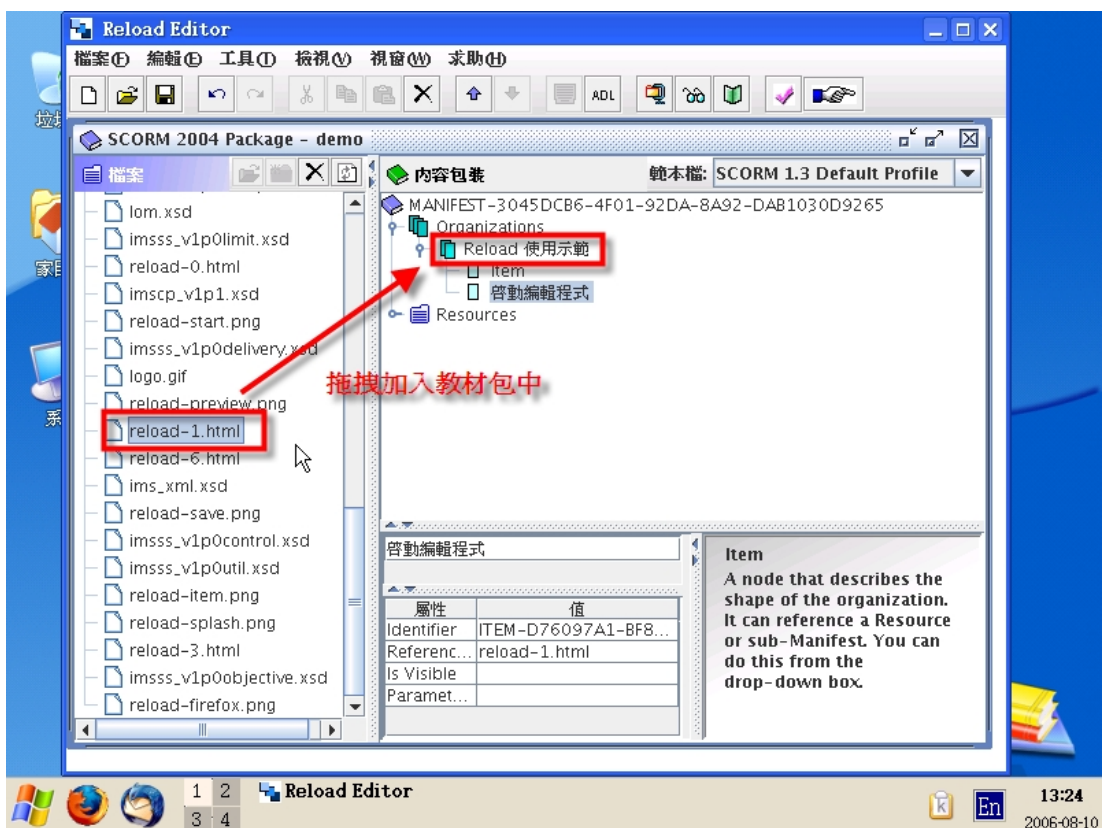 Reload Editor
檔案(F) 編輯(E) 工具(T) 檢視(V) 視窗(W) 求助(H)
ADL
SCORM 2004 Package - demo
檔案
內容包裝
範本檔: SCORM 1.3 Default Profile
lom.xsd
imsss_v1p0limit.xsd
reload-0.html
imscp_v1p1.xsd
reload-start.png
imsss_v1p0delivery.xsd
logo.gif
reload-preview.png
reload-1.html
reload-6.html
ims_xml.xsd
reload-save.png
imsss_v1p0control.xsd
imsss_v1p0util.xsd
reload-item.png
reload-splash.png
reload-3.html
imsss_v1p0objective.xsd
reload-firefox.png
MANIFEST-3045DCB6-4F01-92DA-8A92-DAB1030D9265
Organizations
Reload 使用示範
Item
啓動編輯程式
Resources
拖拽加入教材包中
啓動編輯程式
屬性 值
Identifier ITEM-D76097A1-BF8...
Referenc... reload-1.html
Is Visible
Paramet...
Item
A node that describes the
shape of the organization.
It can reference a Resource
or sub-Manifest. You can
do this from the
drop-down box.
1 2
3 4
Reload Editor
En
13:24
2006-08-10